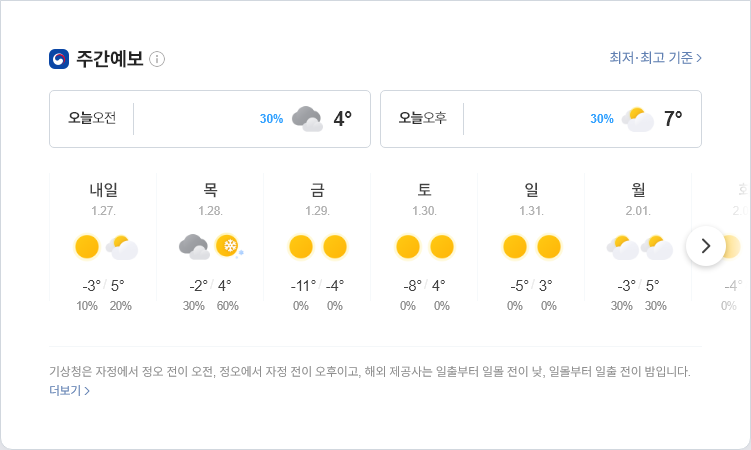 주간예보
최저·최고 기준
오늘오전 30% 4°
오늘오후 30% 7°
내일 목 금 토 일 월
1.27. 1.28. 1.29. 1.30. 1.31. 2.01.
-3° / 5° -2° / 4° -11° / -4° -8° / 4° -5° / 3° -3° / 5° -4°
10% 20% 30% 60% 0% 0% 0% 0% 0% 0% 30% 30% 0%
기상청은 자정에서 정오 전이 오전, 정오에서 자정 전이 오후이고, 해외 제공사는 일출부터 일몰 전이 낮, 일몰부터 일출 전이 밤입니다.
더보기